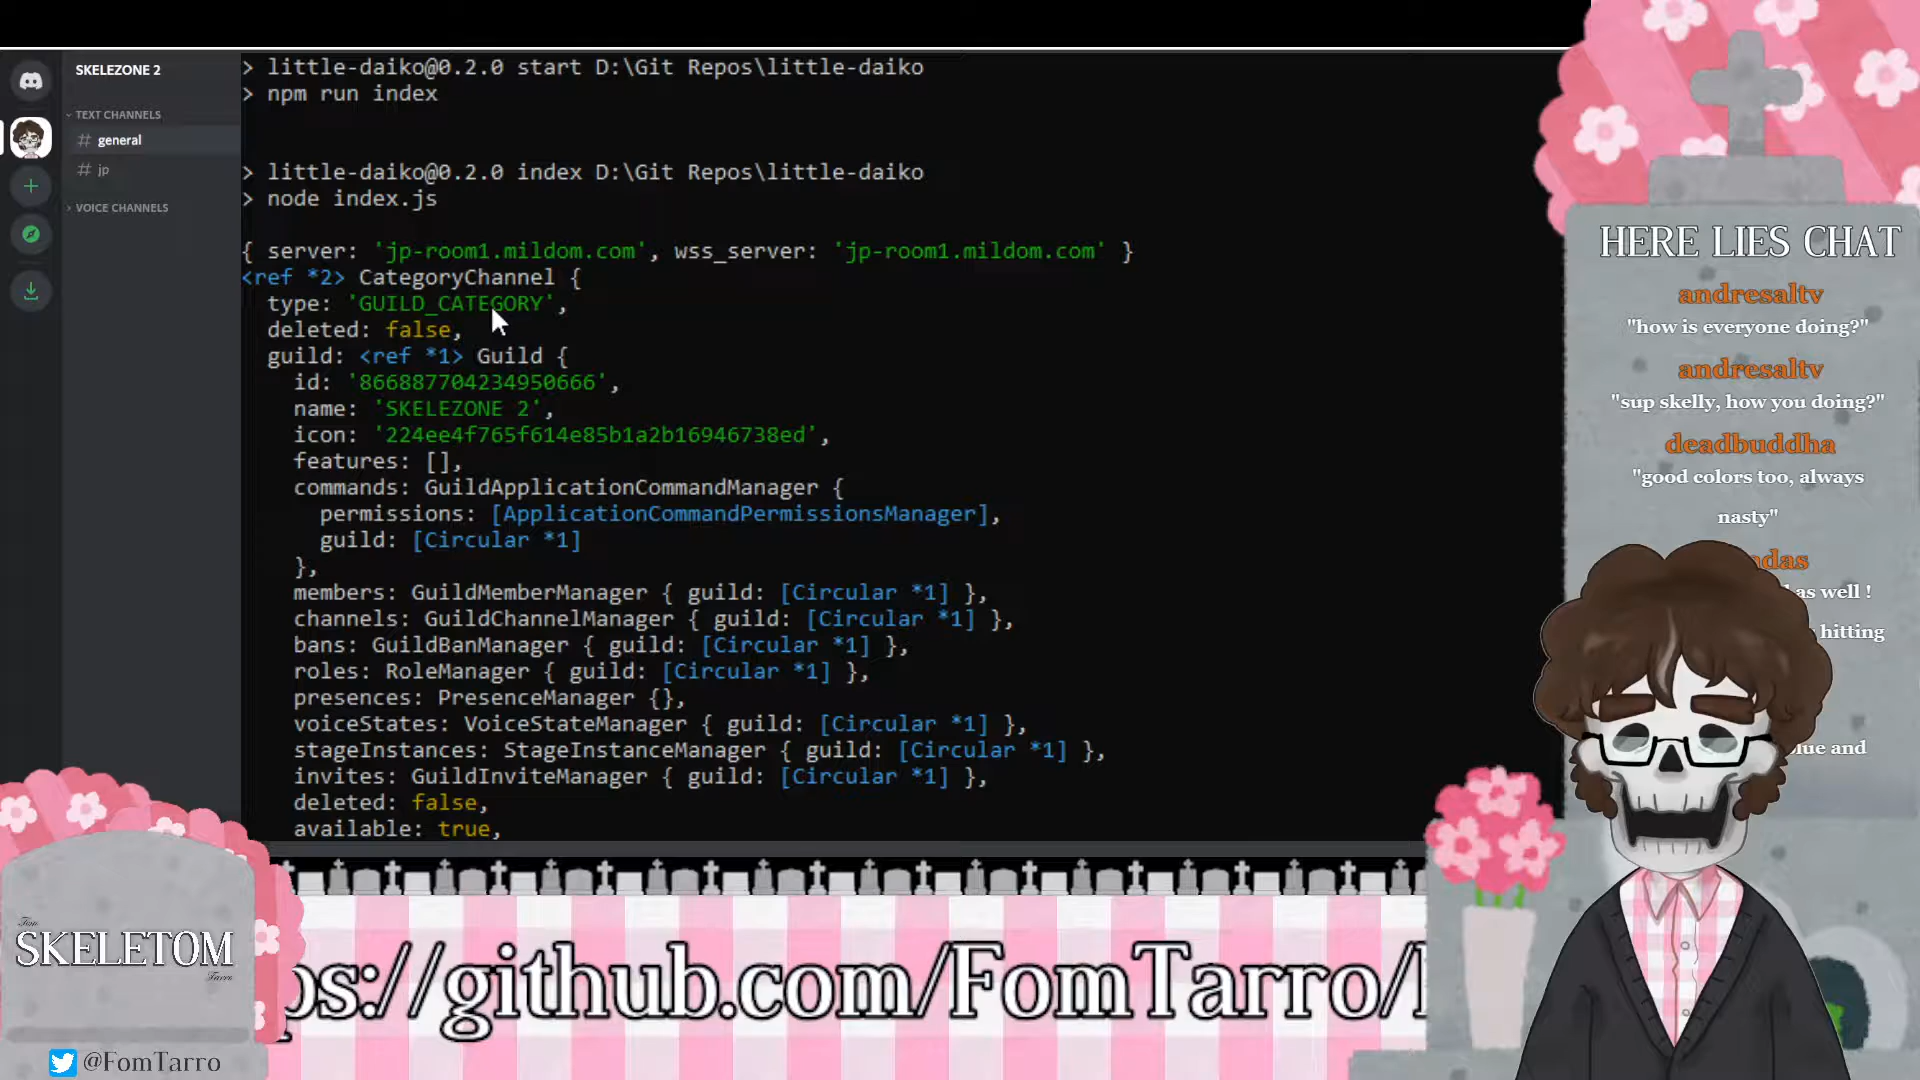 SKELEZONE 2
TEXT CHANNELS
# general
# jp
VOICE CHANNELS
> little-daiko@0.2.0 start D:\Git Repos\little-daiko
> npm run index
> little-daiko@0.2.0 index D:\Git Repos\little-daiko
> node index.js
{ server: 'jp-room1.mildom.com', wss_server: 'jp-room1.mildom.com' }
<ref *2> CategoryChannel {
type: 'GUILD_CATEGORY',
deleted: false,
guild: <ref *1> Guild {
id: '866887704234950666',
name: 'SKELEZONE 2',
icon: '224ee4f765f614e85b1a2b16946738ed',
features: [],
commands: GuildApplicationCommandManager {
permissions: [ApplicationCommandPermissionsManager],
guild: [Circular *1]
},
members: GuildMemberManager { guild: [Circular *1] },
channels: GuildChannelManager { guild: [Circular *1] },
bans: GuildBanManager { guild: [Circular *1] },
roles: RoleManager { guild: [Circular *1] },
presences: PresenceManager {},
voiceStates: VoiceStateManager { guild: [Circular *1] },
stageInstances: StageInstanceManager { guild: [Circular *1] },
invites: GuildInviteManager { guild: [Circular *1] },
deleted: false,
available: true,
HERE LIES CHAT
andresaltv
"how is everyone doing?"
andresaltv
"sup skelly, how you doing?"
deadbuddha
"good colors too, always
nasty"
as well !
hitting
and
Fom
SKELETOM
Tarro
@FomTarro
ps://github.com/FomTarro/